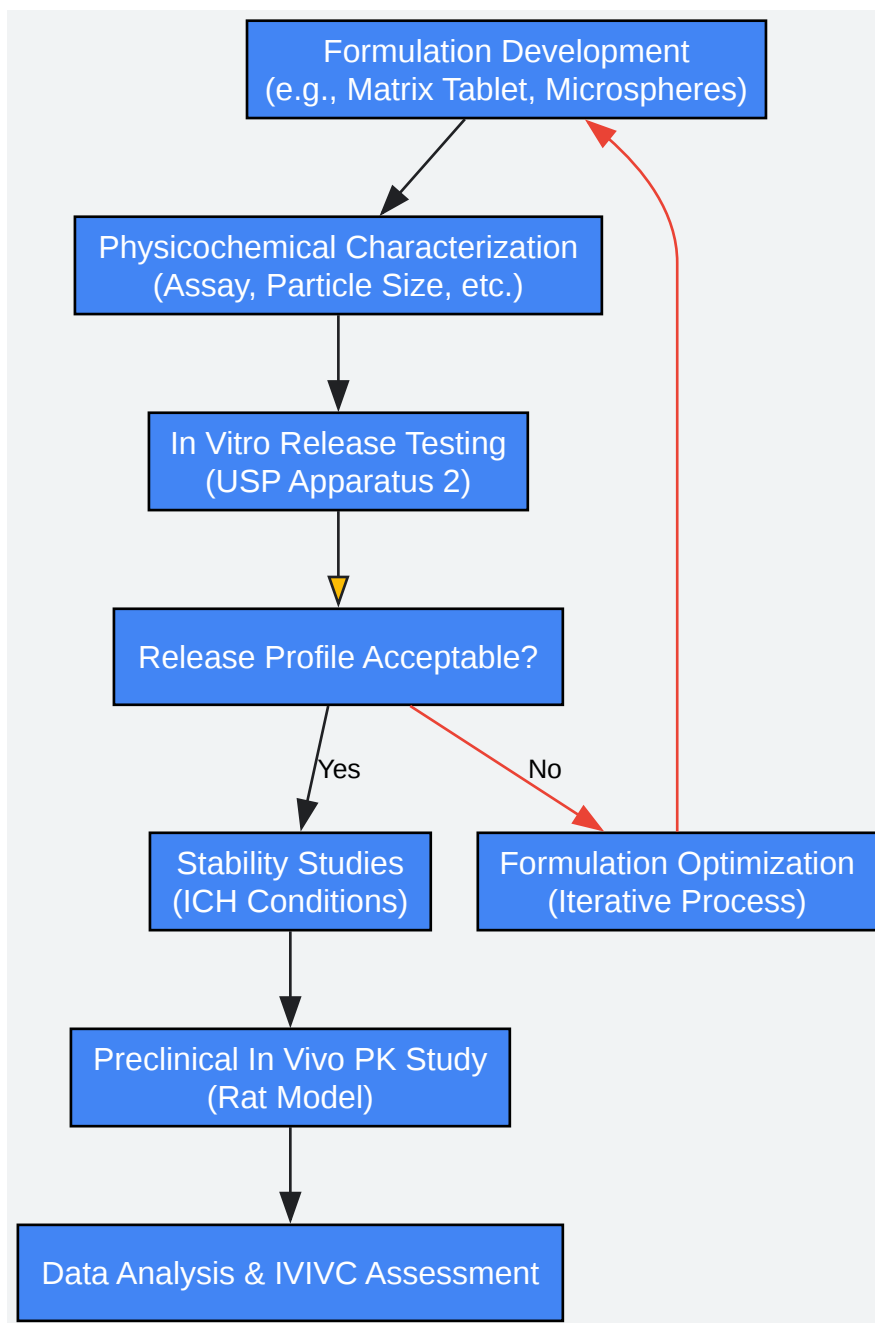 Formulation Development
(e.g., Matrix Tablet, Microspheres)
Physicochemical Characterization
(Assay, Particle Size, etc.)
In Vitro Release Testing
(USP Apparatus 2)
Release Profile Acceptable?
Yes
No
Stability Studies
(ICH Conditions)
Formulation Optimization
(Iterative Process)
Preclinical In Vivo PK Study
(Rat Model)
Data Analysis & IVIVC Assessment